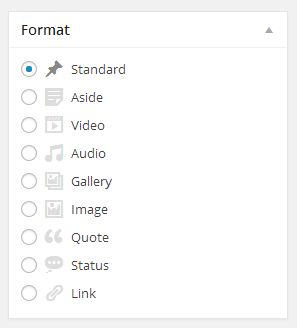 Format
Standard
Aside
Video
Audio
Gallery
Image
Quote
Status
Link